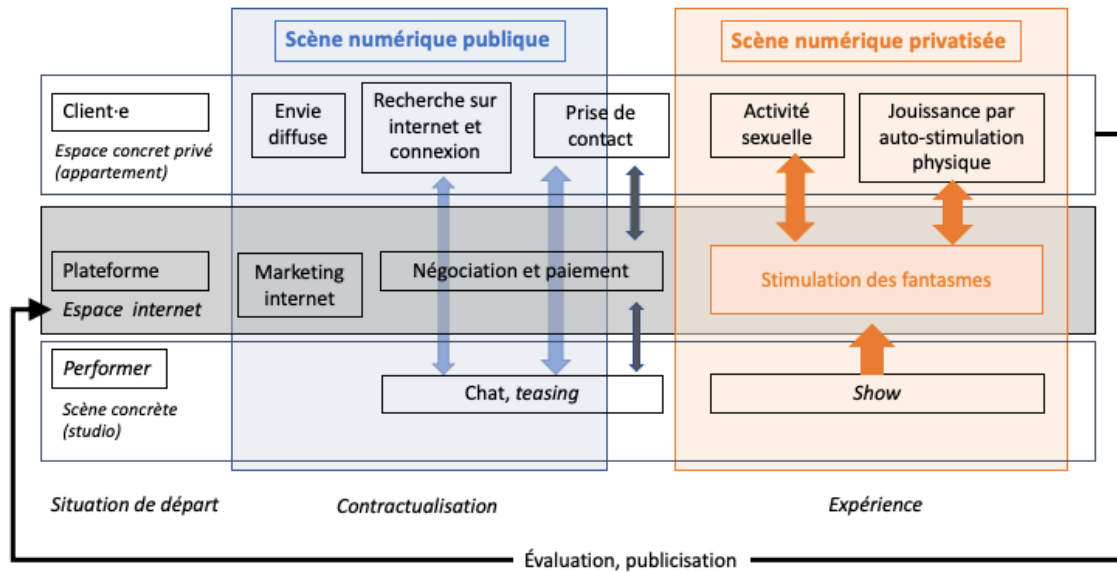 Scène numérique publique
Scène numérique privatisée
Client·e
Espace concret privé
(appartement)
Envie
diffuse
Recherche sur
internet et
connexion
Prise de
contact
Activité
sexuelle
Jouissance par
auto-stimulation
physique
Plateforme
Espace internet
Marketing
internet
Négociation et paiement
Stimulation des fantasmes
Performer
Scène concrète
(studio)
Chat, teasing
Show
Situation de départ
Contractualisation
Expérience
Évaluation, publicisation